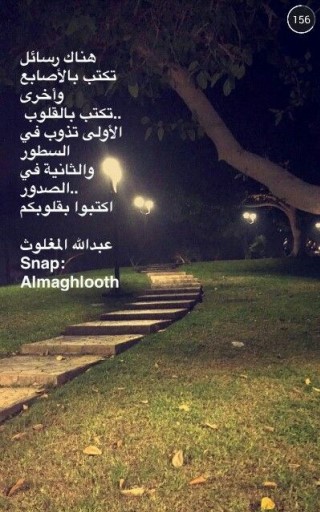 156
هناك رسائل
تكتب بالأصابع
وأخرى
..تكتب بالقلوب
الأولى تذوب في
السطور
والثانية في
..الصدور
اكتبوا بقلوبكم
عبدالله المغلوث
Snap:
Almaghlooth